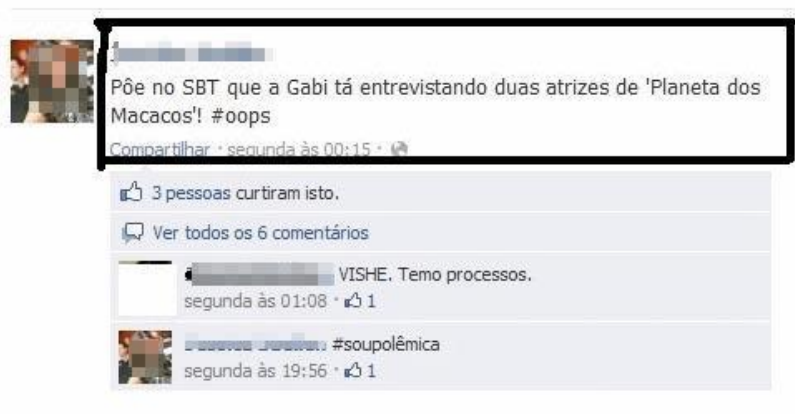 Põe no SBT que a Gabi tá entrevistando duas atrizes de 'Planeta dos
Macacos'! #oops
Compartilhar · segunda às 00:15 ·
3 pessoas curtiram isto.
Ver todos os 6 comentários
VISHE. Temo processos.
segunda às 01:08 · 1
#soupolêmica
segunda às 19:56 · 1